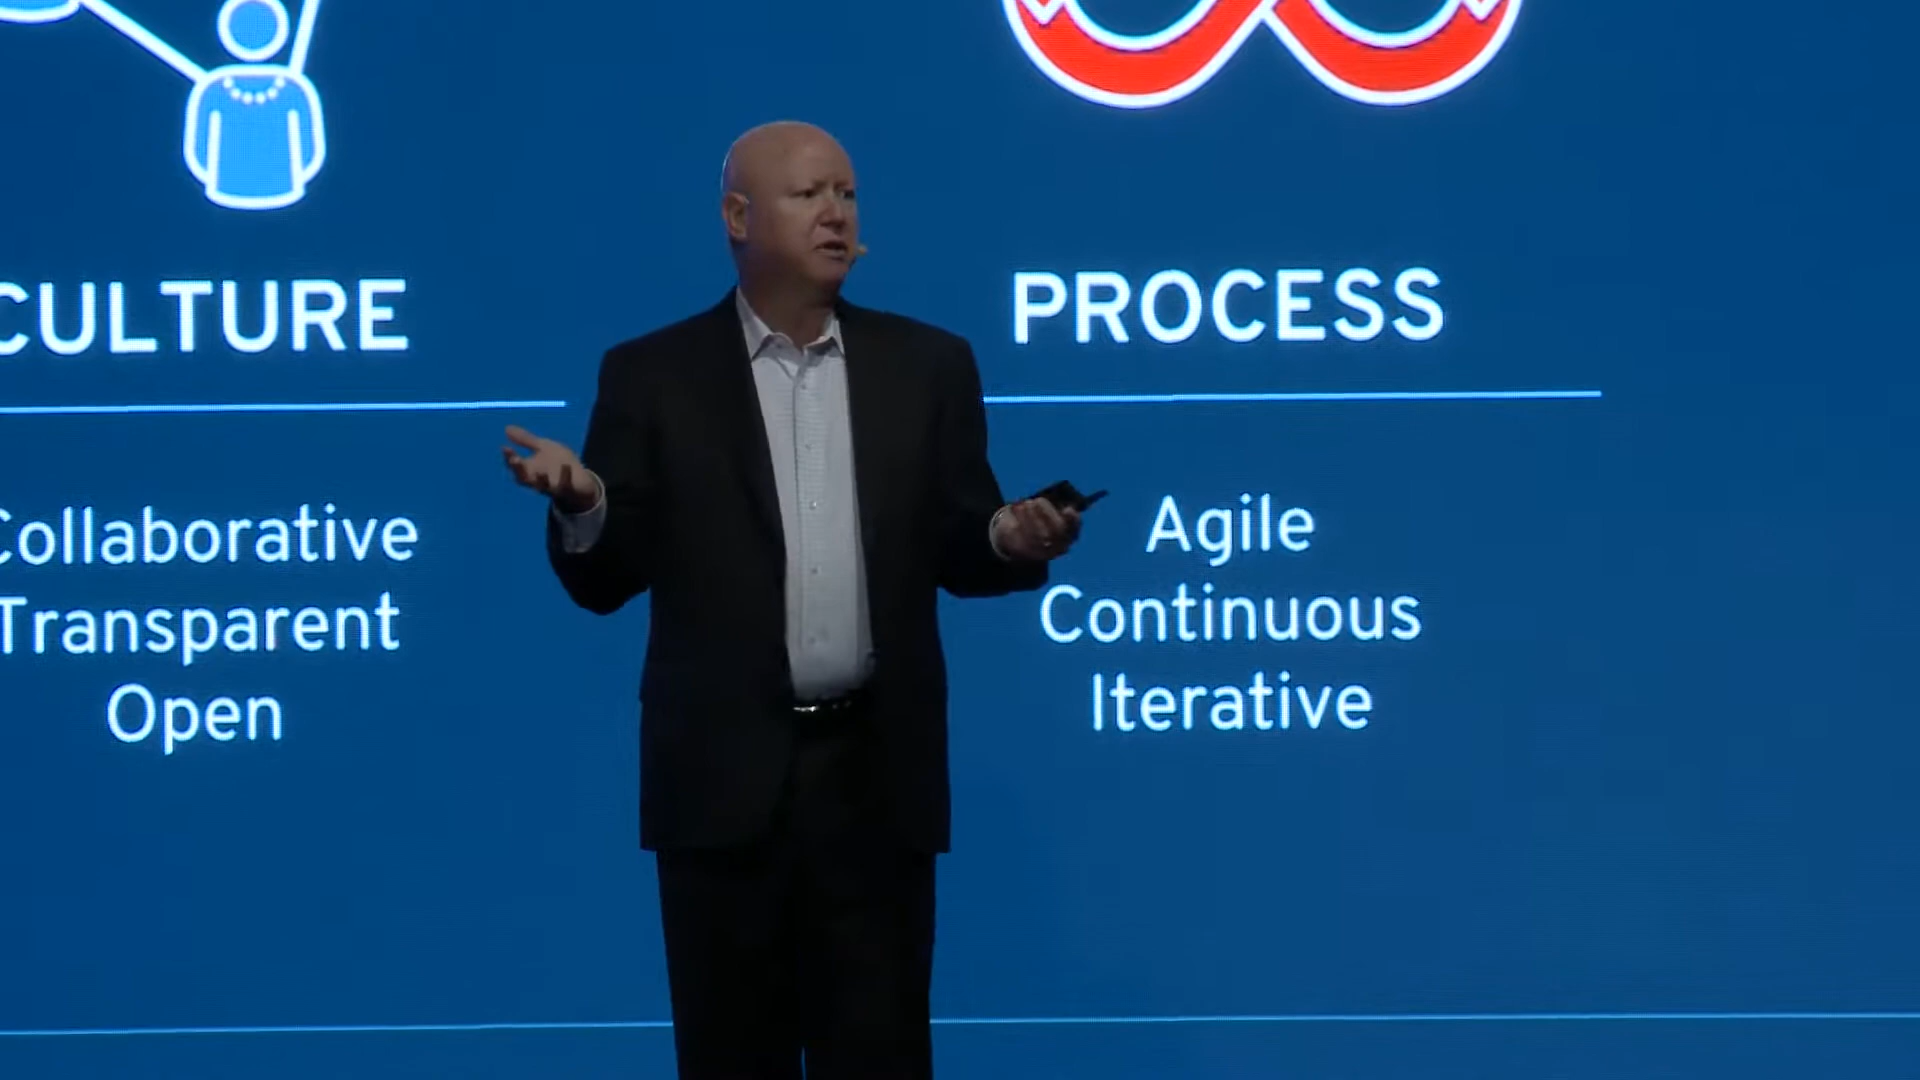 CULTURE
Collaborative
Transparent
Open
PROCESS
Agile
Continuous
Iterative